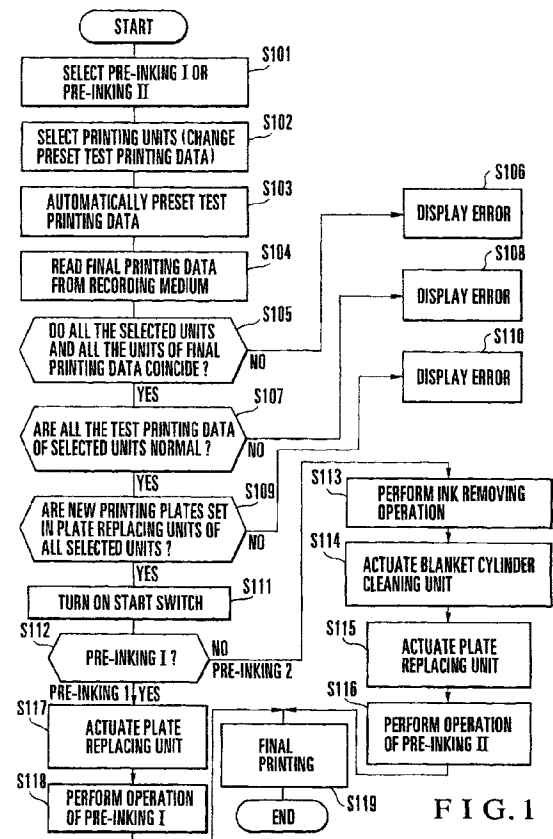 START
S101
SELECT PRE-INKING I OR
PRE-INKING II
S102
SELECT PRINTING UNITS (CHANGE
PRESET TEST PRINTING DATA)
S103
AUTOMATICALLY PRESET TEST
PRINTING DATA
S104
READ FINAL PRINTING DATA
FROM RECORDING MEDIUM
S105
DO ALL THE SELECTED UNITS
AND ALL THE UNITS OF FINAL
PRINTING DATA COINCIDE ?
NO
YES
S106
DISPLAY ERROR
S107
ARE ALL THE TEST PRINTING DATA
OF SELECTED UNITS NORMAL ?
NO
YES
S108
DISPLAY ERROR
S109
ARE NEW PRINTING PLATES SET
IN PLATE REPLACING UNITS OF
ALL SELECTED UNITS ?
NO
YES
S110
DISPLAY ERROR
S111
TURN ON START SWITCH
S112
PRE-INKING I ?
NO
PRE-INKING 2
PRE-INKING 1 YES
S113
PERFORM INK REMOVING
OPERATION
S114
ACTUATE BLANKET CYLINDER
CLEANING UNIT
S115
ACTUATE PLATE
REPLACING UNIT
S116
PERFORM OPERATION
OF PRE-INKING II
S117
ACTUATE PLATE
REPLACING UNIT
S118
PERFORM OPERATION
OF PRE-INKING I
FINAL
PRINTING
S119
END
FIG. 1